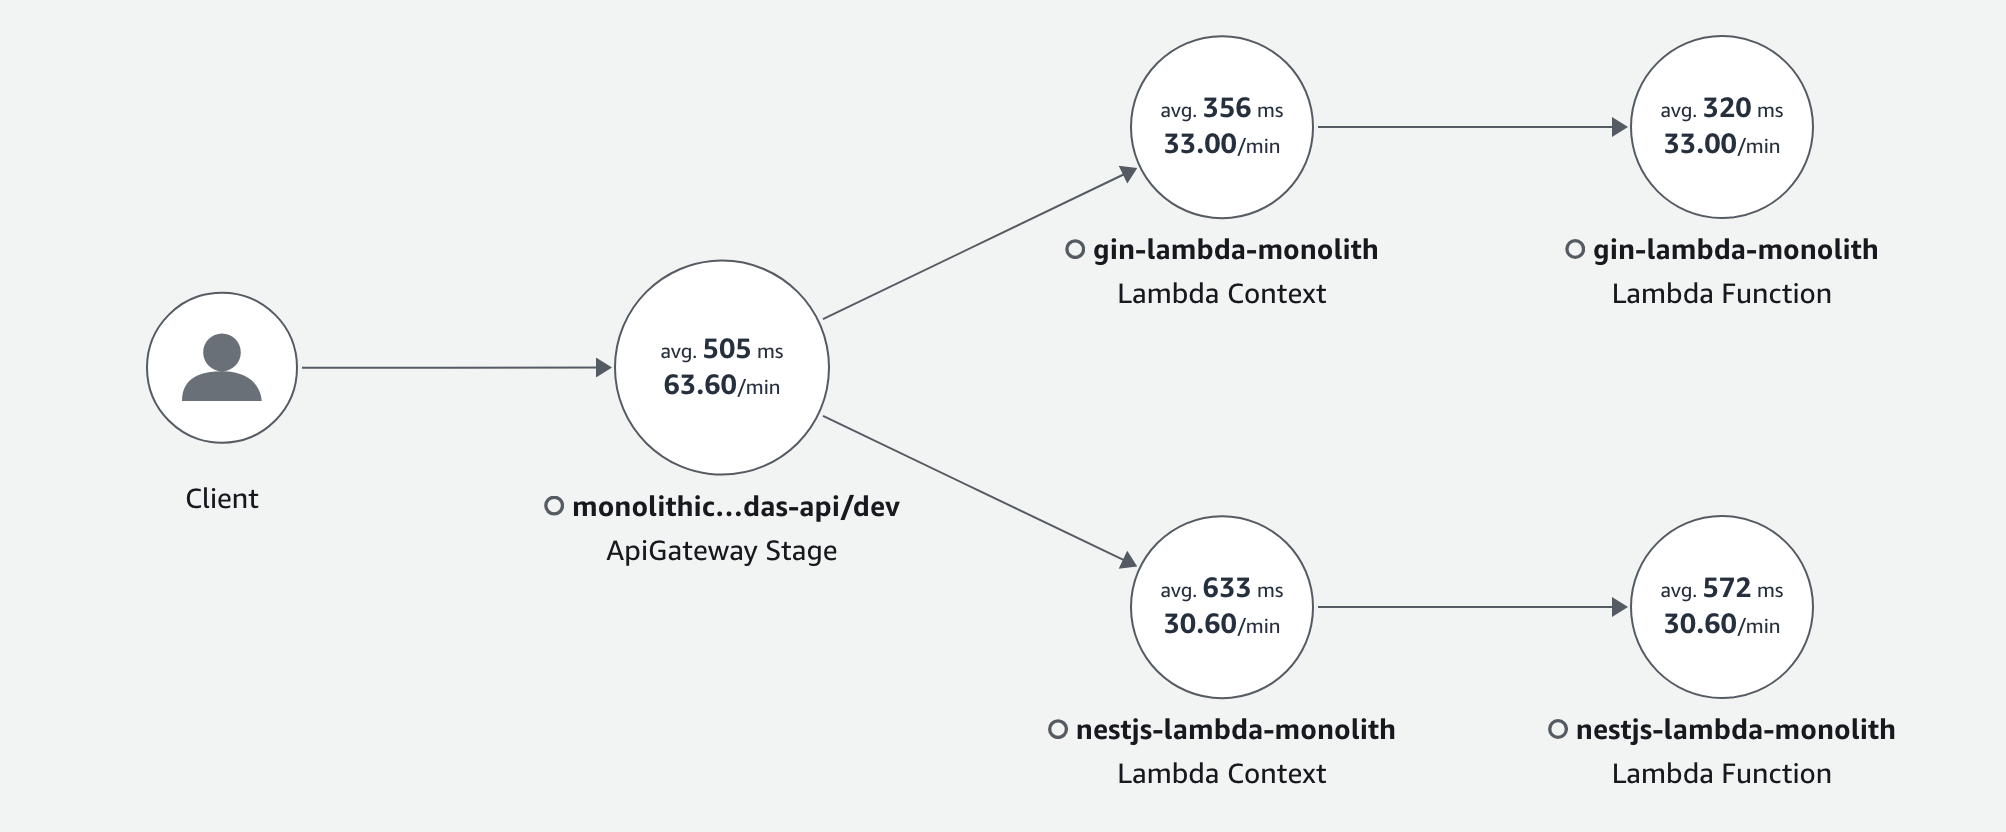 Client
avg. 505 ms
63.60/min
monolithic...das-api/dev
ApiGateway Stage
avg. 356 ms
33.00/min
gin-lambda-monolith
Lambda Context
avg. 320 ms
33.00/min
gin-lambda-monolith
Lambda Function
avg. 633 ms
30.60/min
nestjs-lambda-monolith
Lambda Context
avg. 572 ms
30.60/min
nestjs-lambda-monolith
Lambda Function